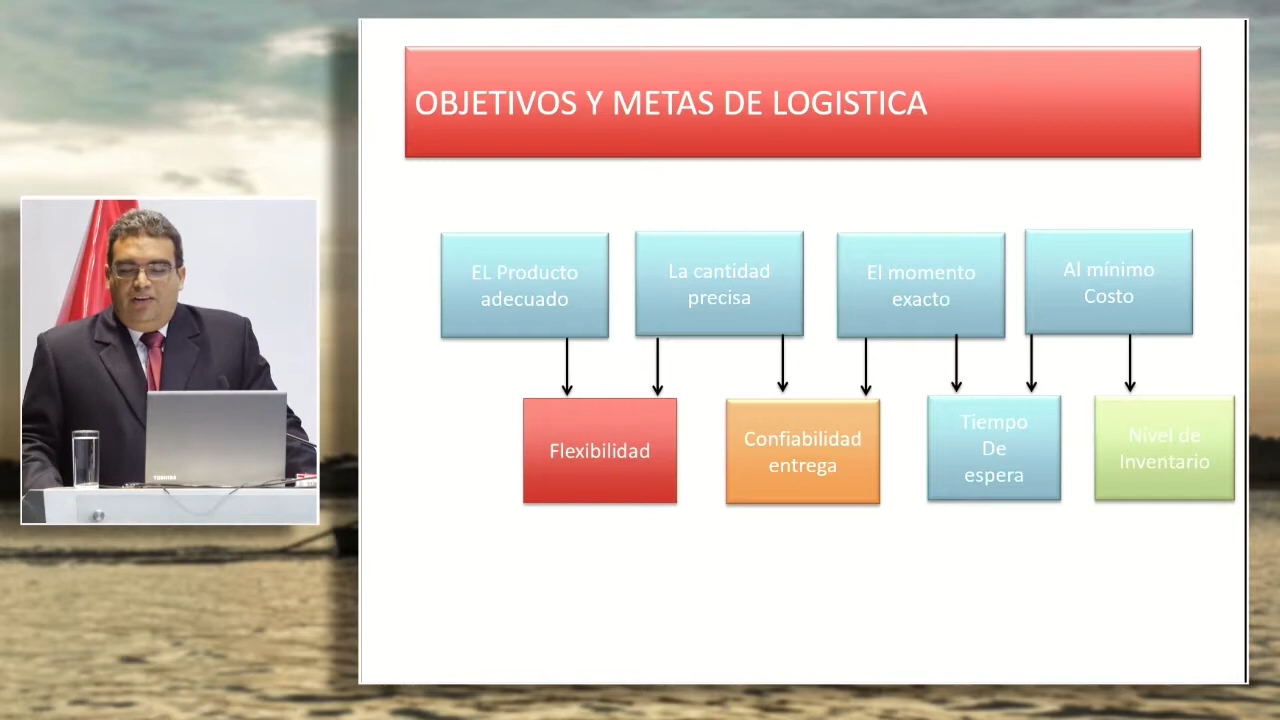 OBJETIVOS Y METAS DE LOGISTICA
EL Producto
adecuado
La cantidad
precisa
El momento
exacto
Al mínimo
Costo
Flexibilidad
Confiabilidad
entrega
Tiempo
De
espera
Nivel de
Inventario
TOSHIBA